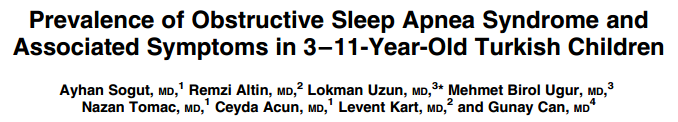 Prevalence of Obstructive Sleep Apnea Syndrome and
Associated Symptoms in 3–11-Year-Old Turkish Children
Ayhan Sogut, MD,1 Remzi Altin, MD,2 Lokman Uzun, MD,3* Mehmet Birol Ugur, MD,3
Nazan Tomac, MD,1 Ceyda Acun, MD,1 Levent Kart, MD,2 and Gunay Can, MD4